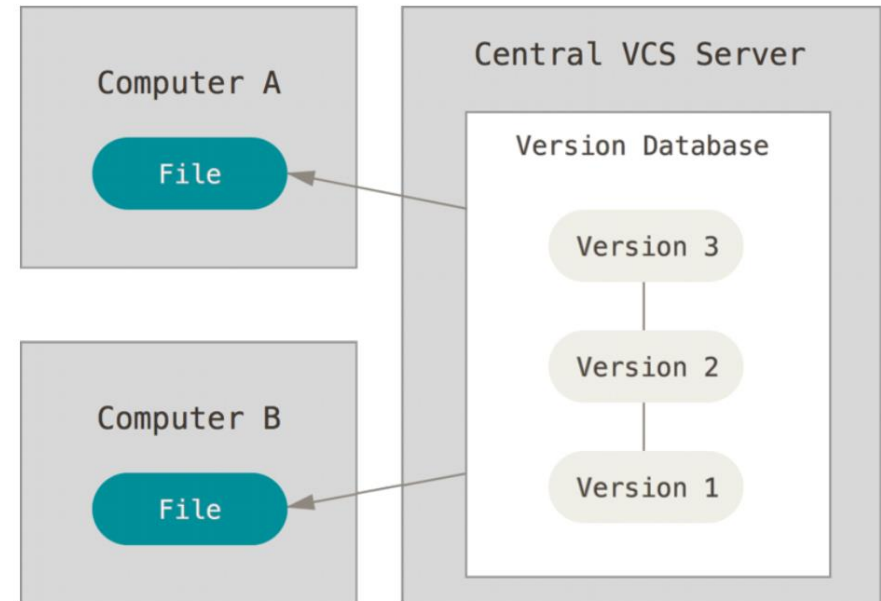 Computer A
File
Computer B
File
Central VCS Server
Version Database
Version 3
Version 2
Version 1